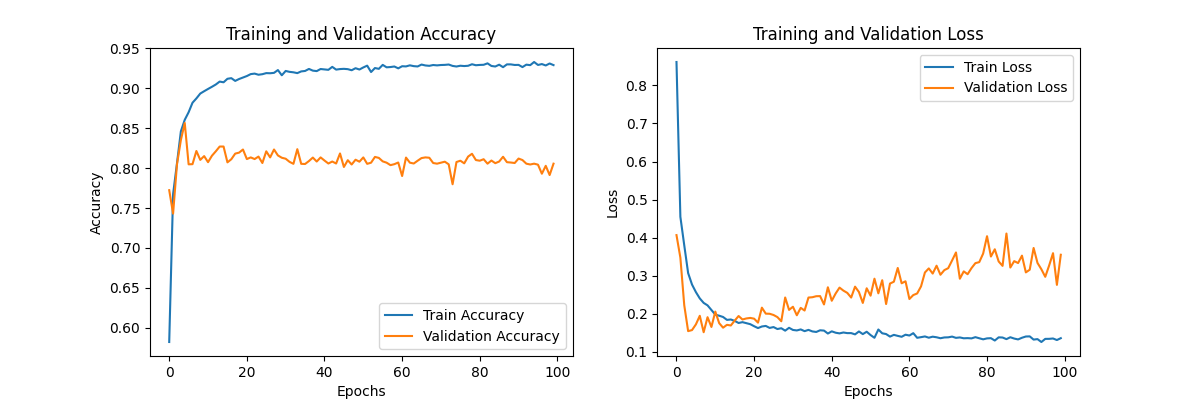 Training and Validation Accuracy
Accuracy
0.95
0.90
0.85
0.80
0.75
0.70
0.65
0.60
0
20
40
60
80
100
Epochs
Train Accuracy
Validation Accuracy
Training and Validation Loss
Loss
0.8
0.7
0.6
0.5
0.4
0.3
0.2
0.1
0
20
40
60
80
100
Epochs
Train Loss
Validation Loss